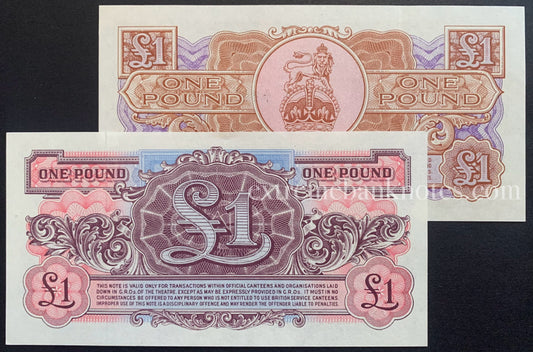 £1 £1
ONE ONE
POUND POUND
£1
extremebanknotes.com
ONE POUND ONE POUND
£1
THIS NOTE IS VALID ONLY FOR TRANSACTIONS WITHIN OFFICIAL CANTEENS AND ORGANISATIONS LAID
DOWN IN G.R.Os. OF THE THEATRE. EXCEPT AS MAY BE EXPRESSLY PROVIDED IN G.R.Os. IT MUST IN NO
CIRCUMSTANCES BE OFFERED TO ANY PERSON WHO IS NOT ENTITLED TO USE BRITISH SERVICE CANTEENS.
IMPROPER USE OF THIS NOTE IS A DISCIPLINARY OFFENCE AND MAY RENDER THE OFFENDER LIABLE TO PENALTIES.
£1 £1